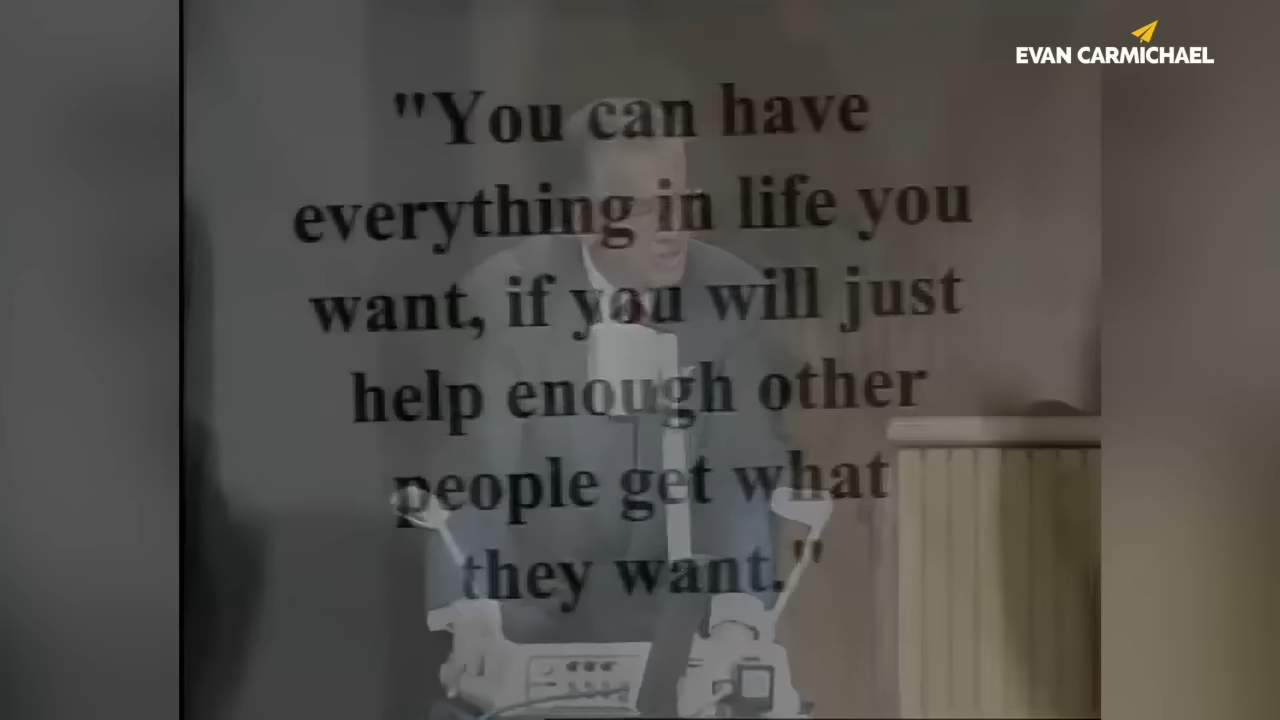 EVAN CARMICHAEL
"You can have
everything in life you
want, if you will just
help enough other
people get what
they want."